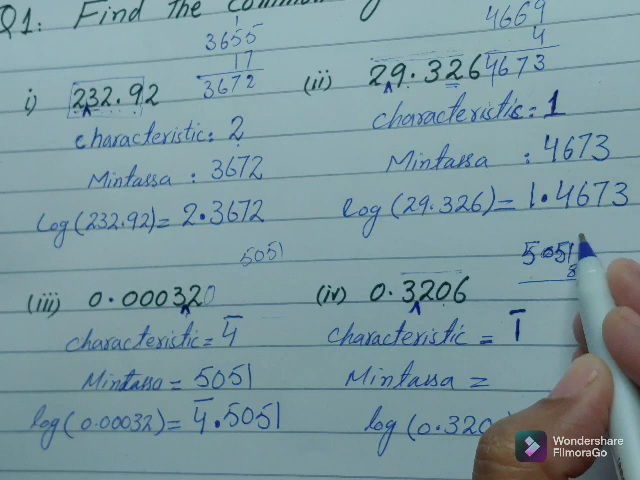 Q1: Find the Common
3655
17
3672
4669
4
4673
i) 232.92
Characteristic: 2
Mintassa : 3672
log(232.92) = 2.3672
(ii) 29.326
Characteristic: 1
Mintassa : 4673
log(29.326) = 1.4673
5051
(iii) 0.000320
Characteristic = 4̅
Mintassa = 5051
log(0.00032) = 4̅.5051
5051
8
(iv) 0.3206
Characteristic = 1̅
Mintassa =
log(0.320
Wondershare
FilmoraGo